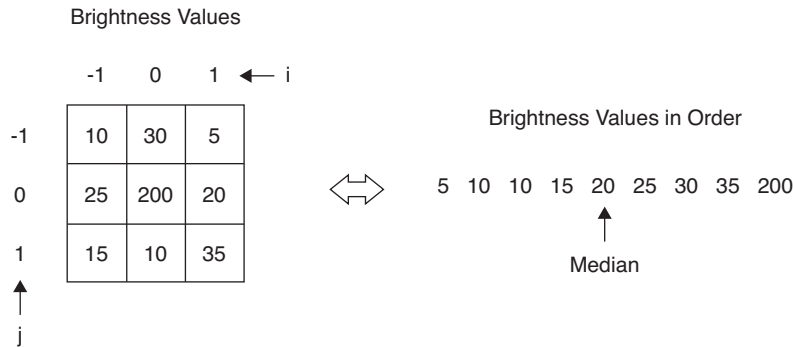 Brightness Values
-1 0 1 i
-1 10 30 5
0 25 200 20
1 15 10 35
j
Brightness Values in Order
5 10 10 15 20 25 30 35 200
Median